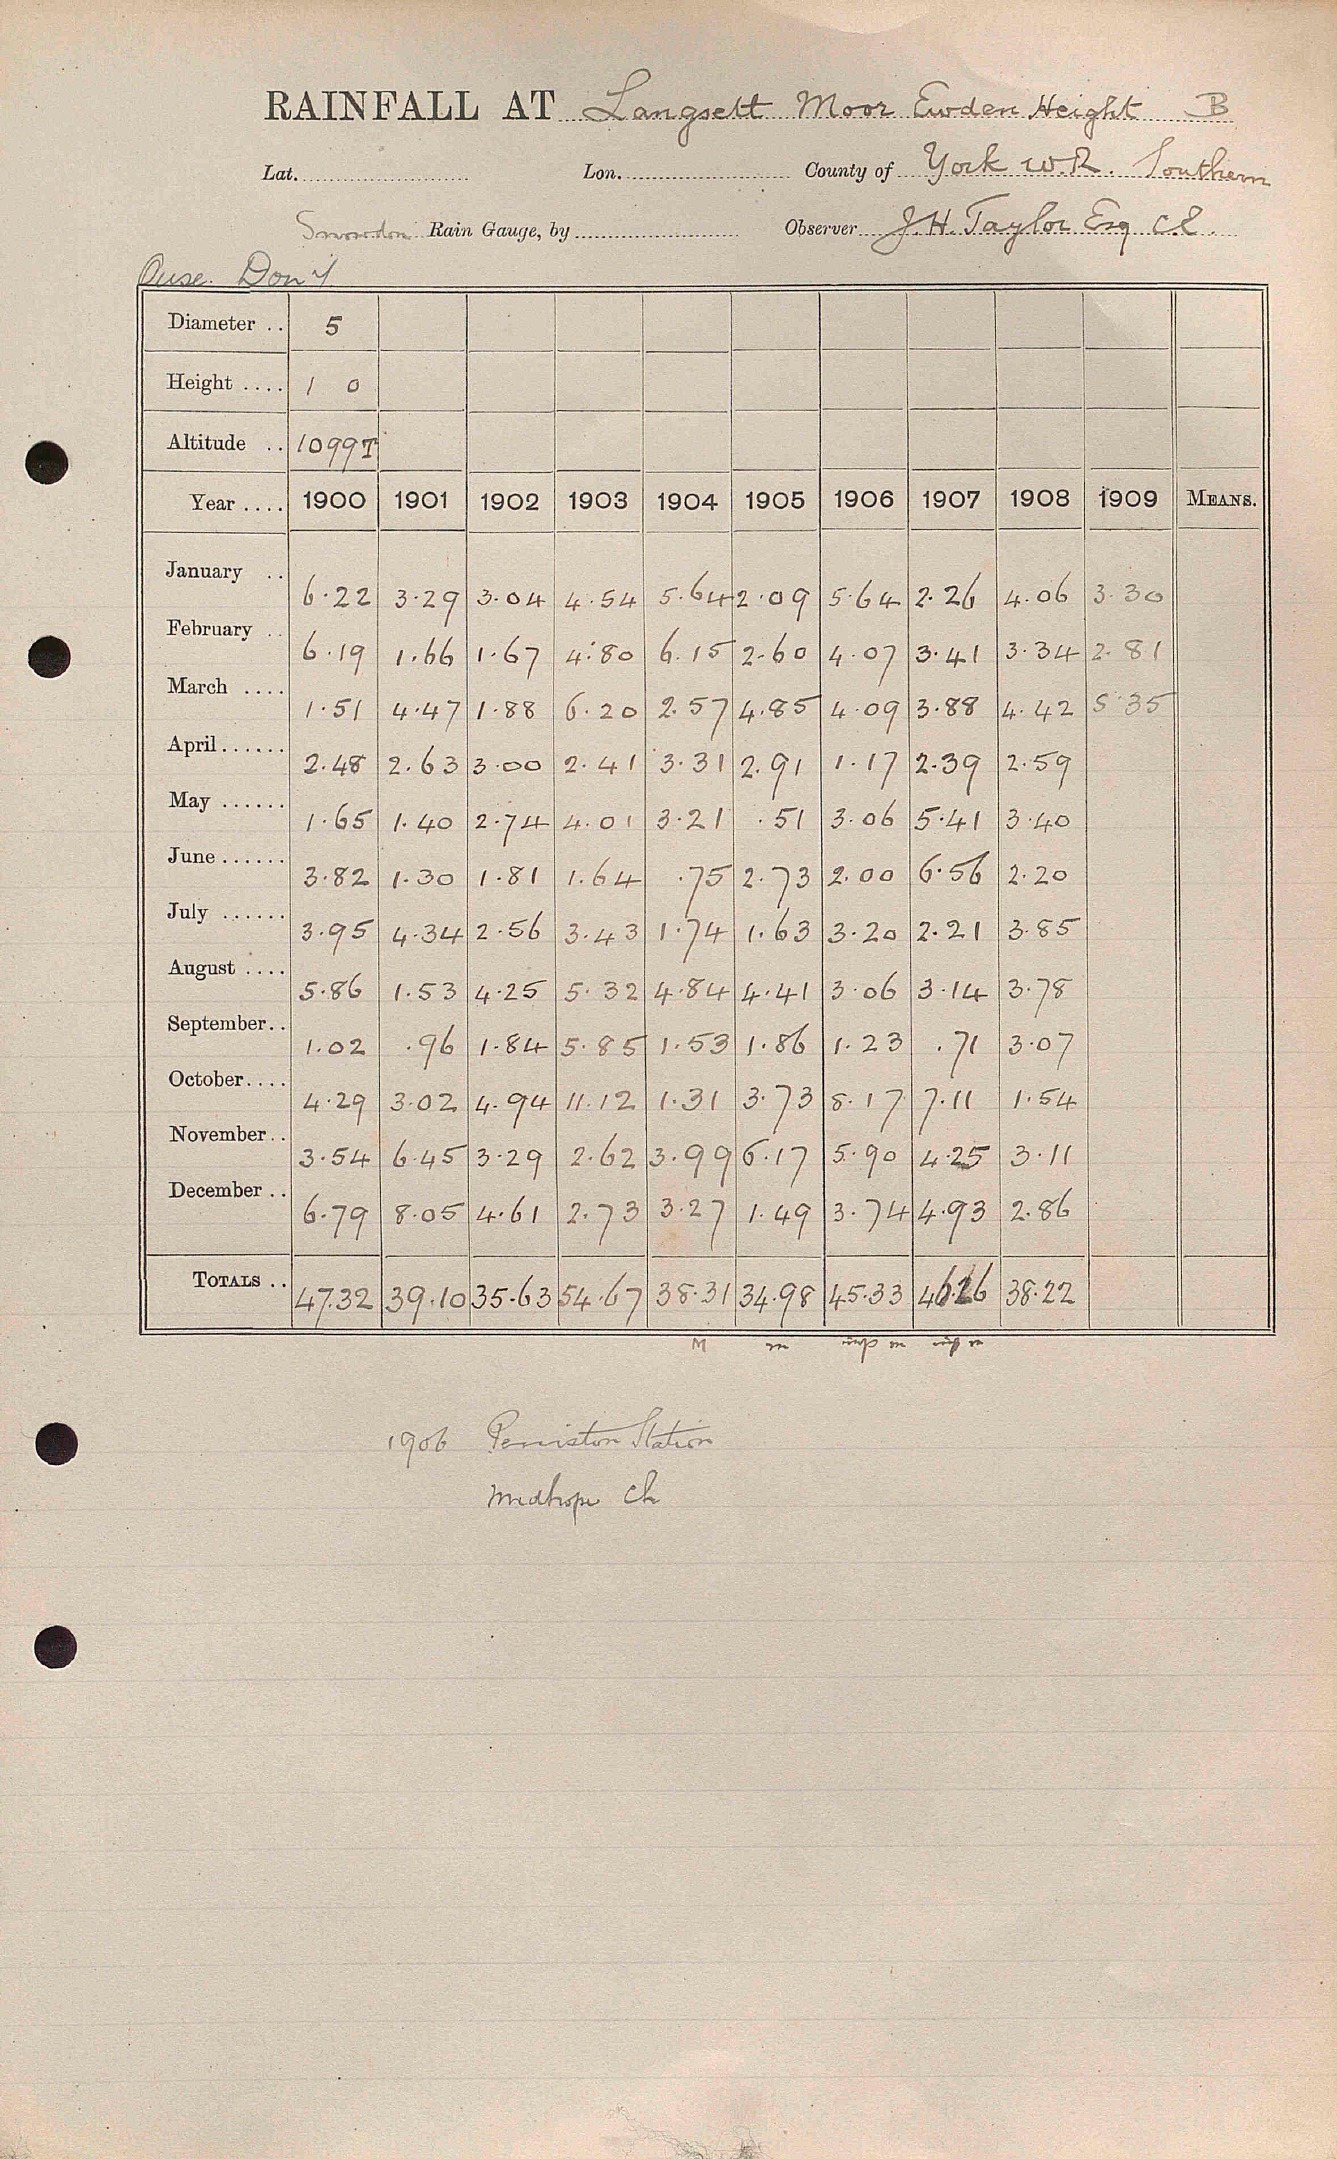 RAINFALL AT Langsett Moor Ewden Height B
Lat. Lon. County of York W.R. Southern
Snowdon Rain Gauge, by Observer J. H. Taylor Esq C.E.
Ouse. Don
Diameter .. 5
Height .... 1 0
Altitude .. 1099T
Year .... 1900 1901 1902 1903 1904 1905 1906 1907 1908 1909 MEANS.
January .. 6.22 3.29 3.04 4.54 5.64 2.09 5.64 2.26 4.06 3.30
February .. 6.19 1.66 1.67 4.80 6.15 2.60 4.07 3.41 3.34 2.81
March .... 1.51 4.47 1.88 6.20 2.57 4.85 4.09 3.88 4.42 5.35
April ...... 2.48 2.63 3.00 2.41 3.31 2.91 1.17 2.39 2.59
May ...... 1.65 1.40 2.74 4.01 3.21 .51 3.06 5.41 3.40
June ...... 3.82 1.30 1.81 1.64 .75 2.73 2.00 6.56 2.20
July ...... 3.95 4.34 2.56 3.43 1.74 1.63 3.20 2.21 3.85
August .... 5.86 1.53 4.25 5.32 4.84 4.41 3.06 3.14 3.78
September.. 1.02 .96 1.84 5.85 1.53 1.86 1.23 .71 3.07
October.... 4.29 3.02 4.94 11.12 1.31 3.73 8.17 7.11 1.54
November.. 3.54 6.45 3.29 2.62 3.99 6.17 5.90 4.25 3.11
December .. 6.79 8.05 4.61 2.73 3.27 1.49 3.74 4.93 2.86
TOTALS .. 47.32 39.10 35.63 54.67 38.31 34.98 45.33 46.26 38.22
M m inp m inp m
1906 Penniston Station
Midhope Ch